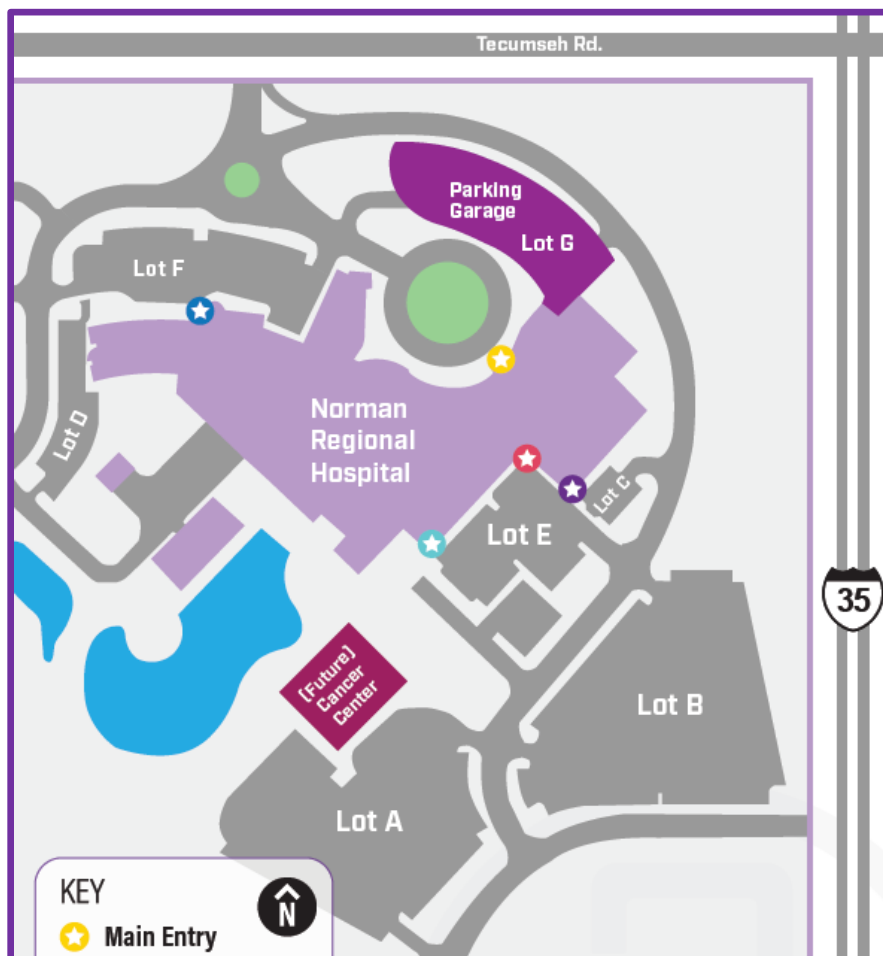 Tecumseh Rd.
Parking
Garage
Lot G
Lot F
Lot D
Norman
Regional
Hospital
Lot C
Lot E
35
(Future)
Cancer
Center
Lot B
Lot A
KEY
N
Main Entry